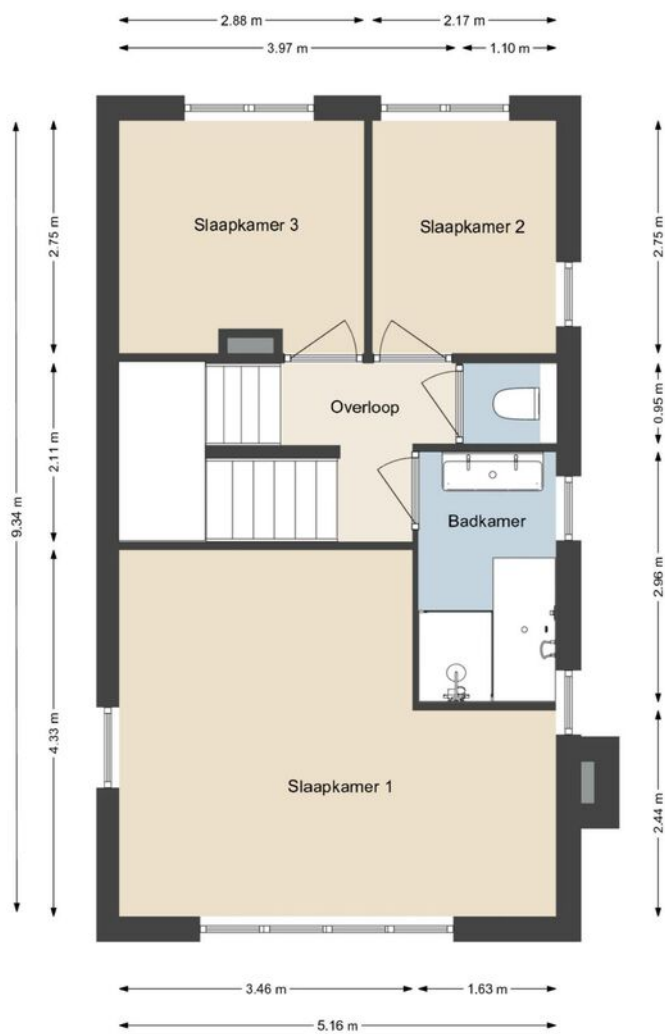 2.88 m
2.17 m
3.97 m
1.10 m
2.75 m
2.75 m
Slaapkamer 3
Slaapkamer 2
0.95 m
Overloop
2.11 m
9.34 m
Badkamer
2.96 m
4.33 m
Slaapkamer 1
2.44 m
3.46 m
1.63 m
5.16 m